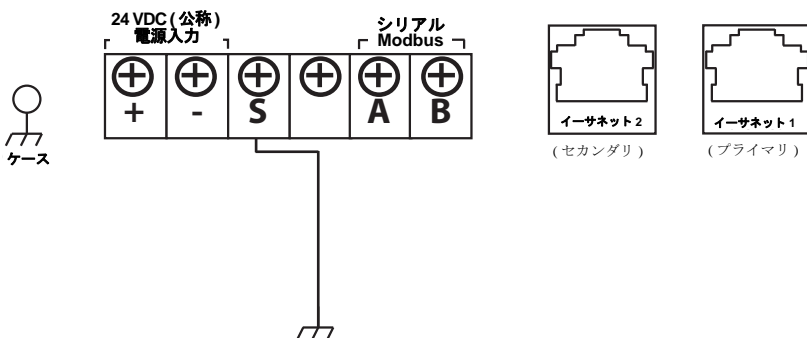 24 VDC ( 公称 )
電源入力
シリアル
Modbus
+ - S A B
ケース
イーサネット 2
( セカンダリ )
イーサネット 1
( プライマリ )